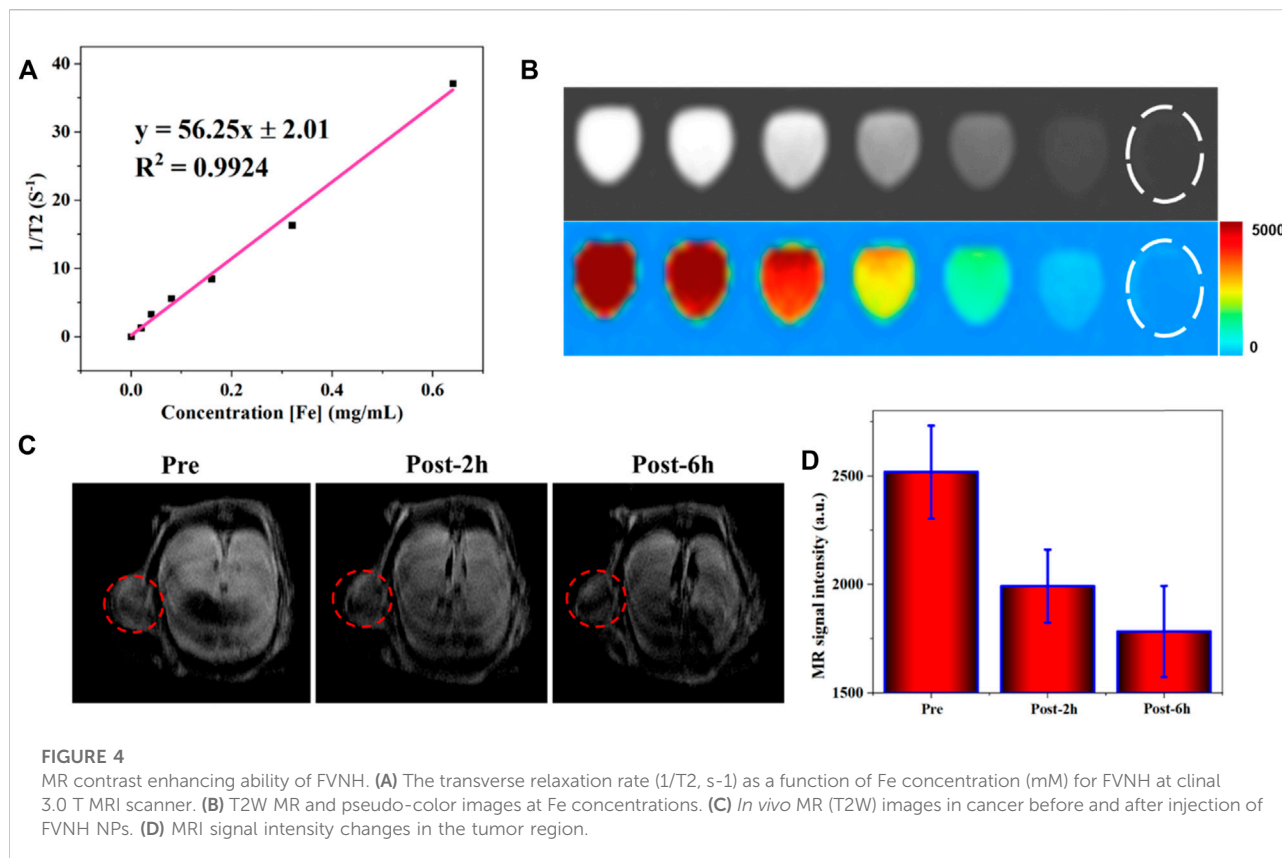 A
40
30
20
10
0
1/T2 (S⁻¹)
y = 56.25x ± 2.01
R² = 0.9924
0.0 0.2 0.4 0.6
Concentration [Fe] (mg/mL)
B
5000
0
C
Pre Post-2h Post-6h
D
2500
2000
1500
MR signal intensity (a.u.)
Pre Post-2h Post-6h
FIGURE 4
MR contrast enhancing ability of FVNH. (A) The transverse relaxation rate (1/T2, s-1) as a function of Fe concentration (mM) for FVNH at clinal
3.0 T MRI scanner. (B) T2W MR and pseudo-color images at Fe concentrations. (C) In vivo MR (T2W) images in cancer before and after injection of
FVNH NPs. (D) MRI signal intensity changes in the tumor region.